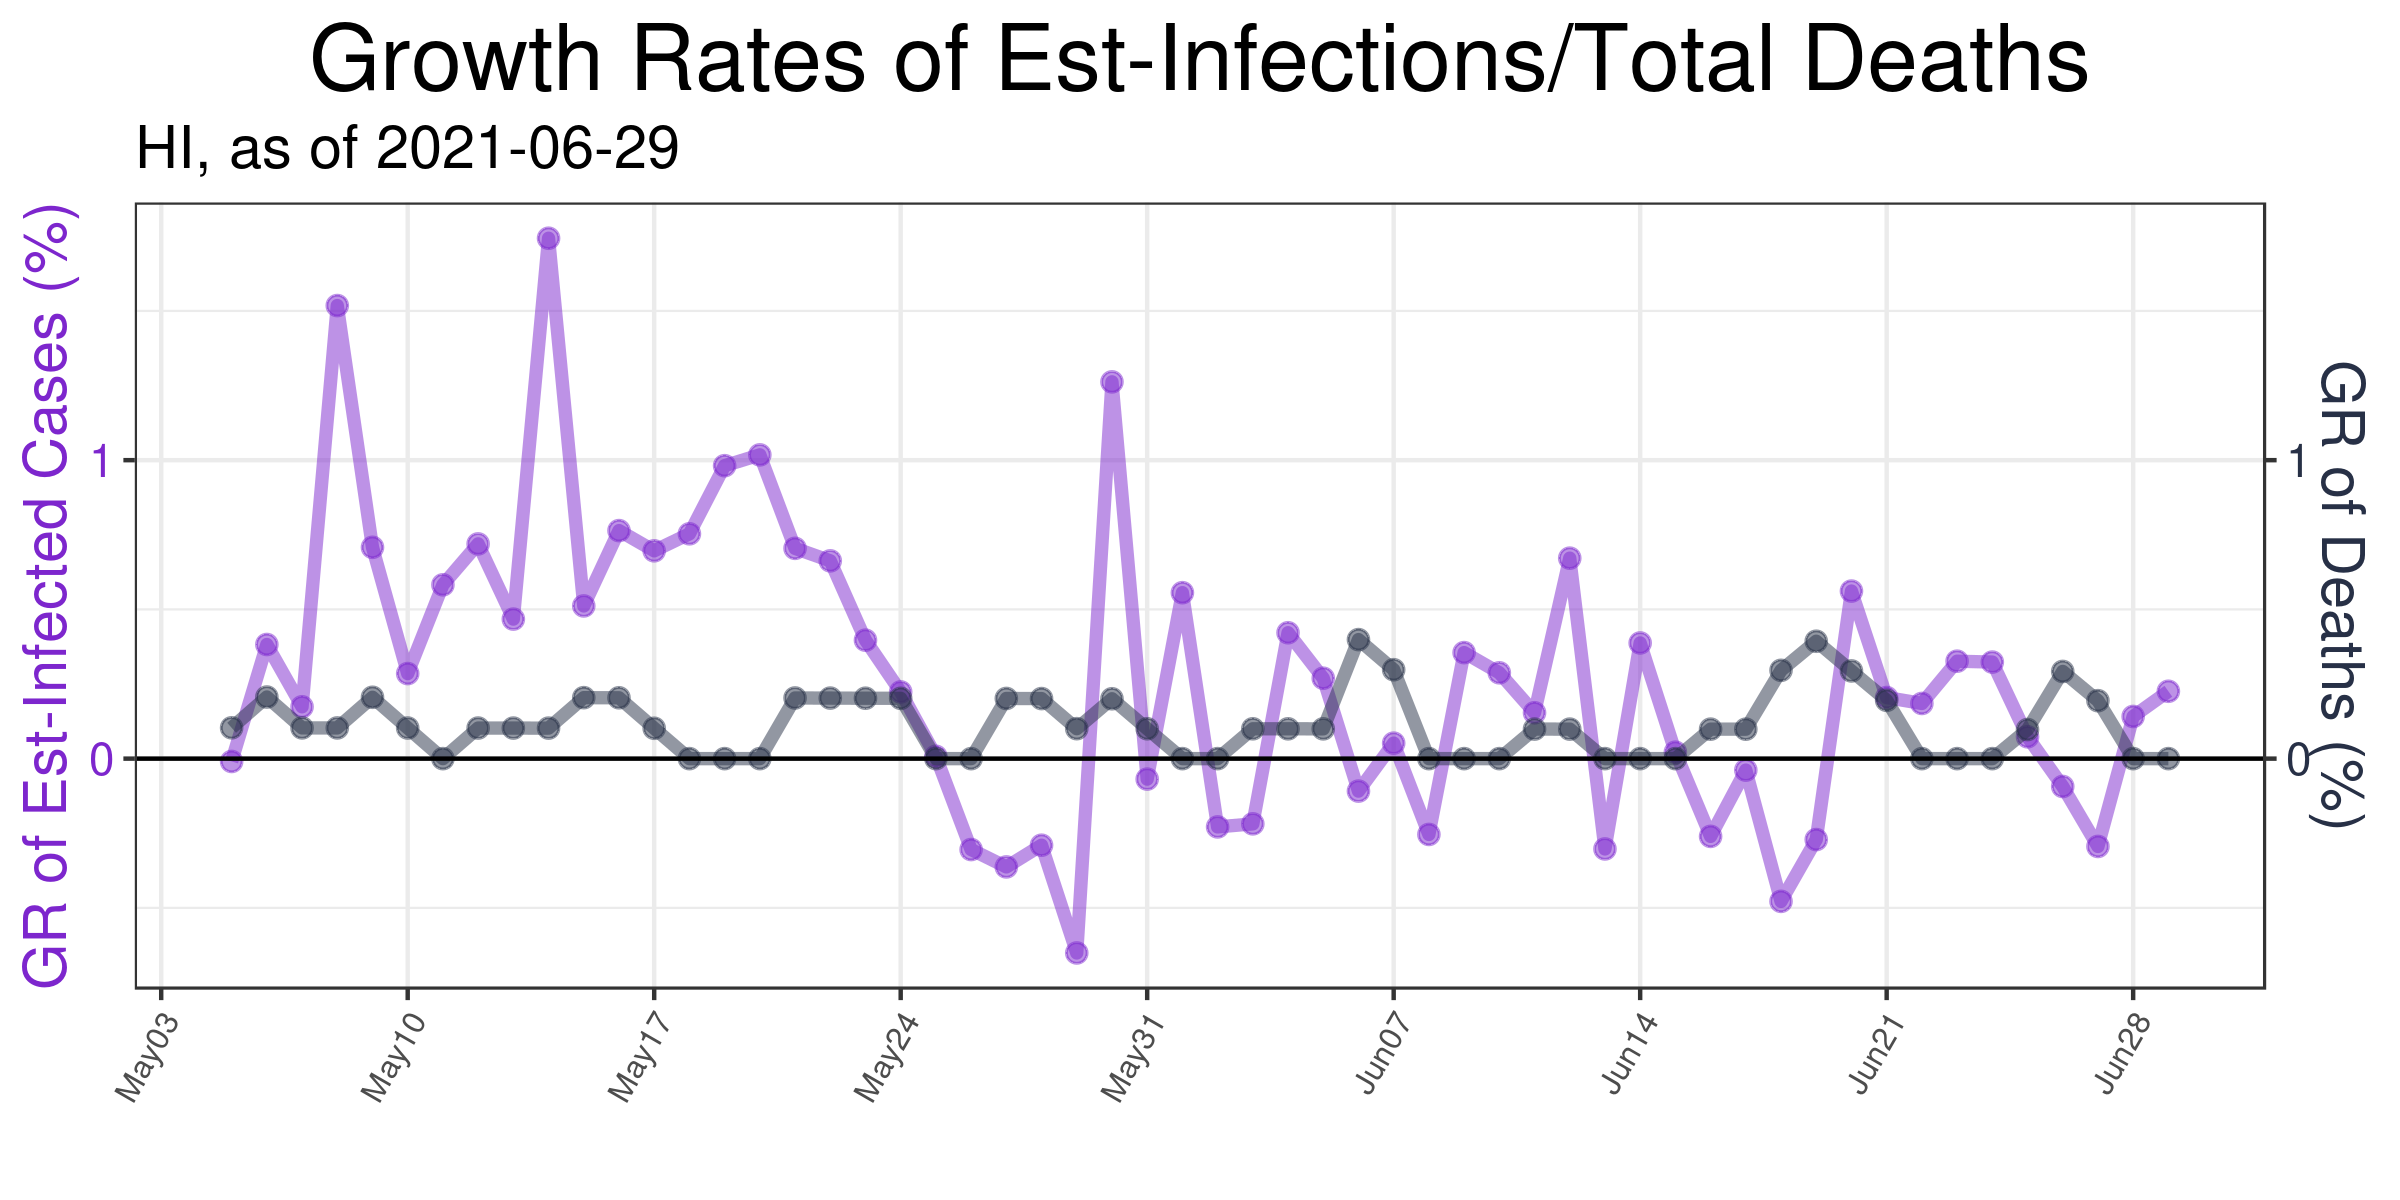 Growth Rates of Est-Infections/Total Deaths
HI, as of 2021-06-29
GR of Est-Infected Cases (%)
1
0
1
0
GR of Deaths (%)
May03
May10
May17
May24
May31
Jun07
Jun14
Jun21
Jun28